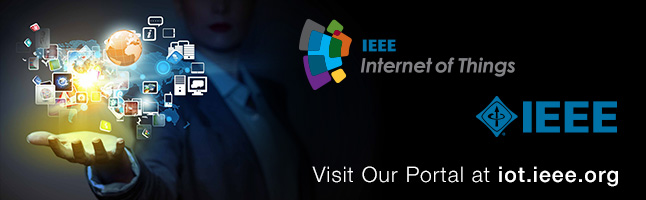 IEEE
Internet of Things
IEEE
Visit Our Portal at iot.ieee.org